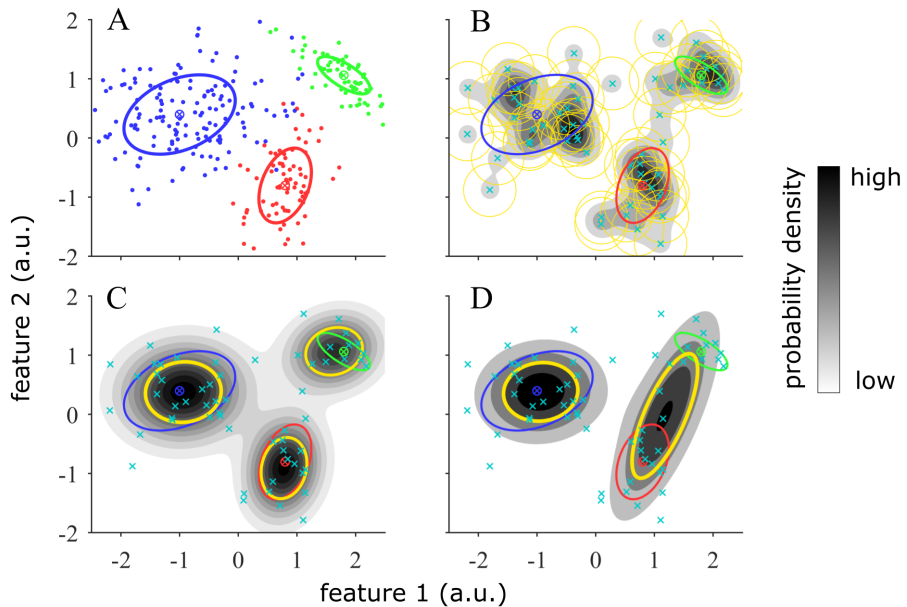 A
B
2
1
0
-1
-2
high
low
probability density
C
D
2
1
0
-1
-2
feature 2 (a.u.)
-2 -1 0 1 2
-2 -1 0 1 2
feature 1 (a.u.)